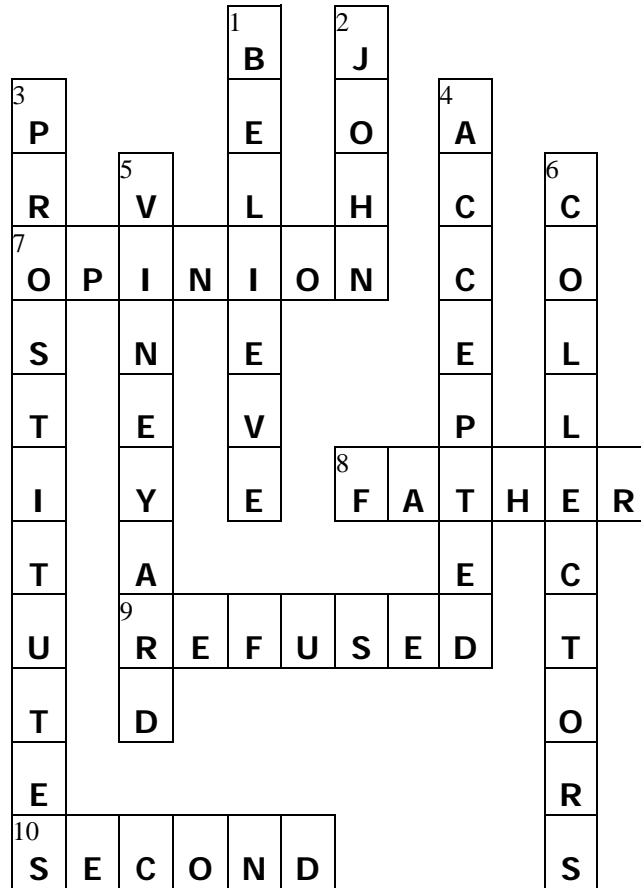 1 2
B J
3 4
P E O A
5 6
R V L H C C
7
O P I N I O N C O
S N E E L
T E V P L
8
I Y E F A T H E R
T A E C
9
U R E F U S E D T
T D O
E R
10
S E C O N D S